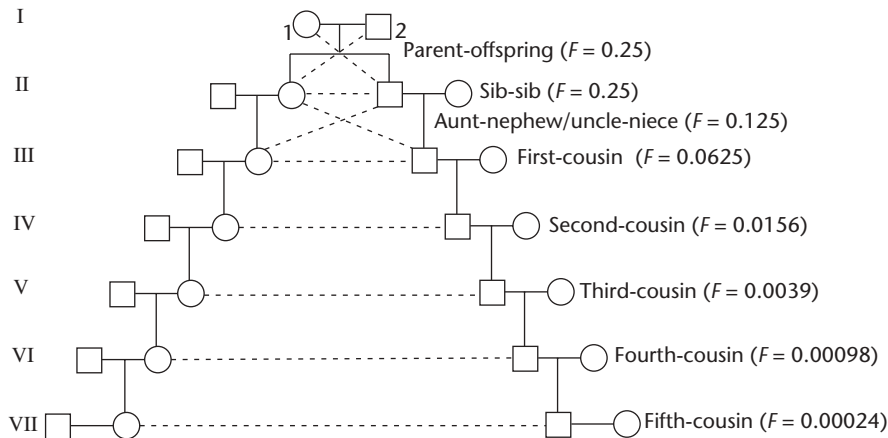 I
1
2
Parent-offspring (F = 0.25)
II
Sib-sib (F = 0.25)
Aunt-nephew/uncle-niece (F = 0.125)
III
First-cousin (F = 0.0625)
IV
Second-cousin (F = 0.0156)
V
Third-cousin (F = 0.0039)
VI
Fourth-cousin (F = 0.00098)
VII
Fifth-cousin (F = 0.00024)